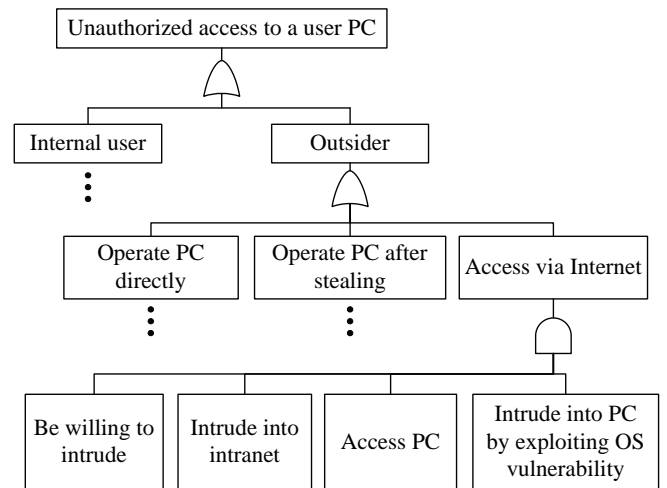 Unauthorized access to a user PC
Internal user
Outsider
Operate PC
directly
Operate PC after
stealing
Access via Internet
Be willing to
intrude
Intrude into
intranet
Access PC
Intrude into PC
by exploiting OS
vulnerability